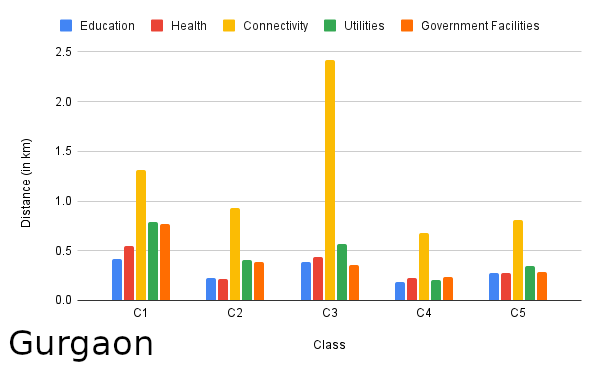 Education Health Connectivity Utilities Government Facilities
2.5
2.0
1.5
1.0
0.5
0.0
Distance (in km)
C1 C2 C3 C4 C5
Class
Gurgaon